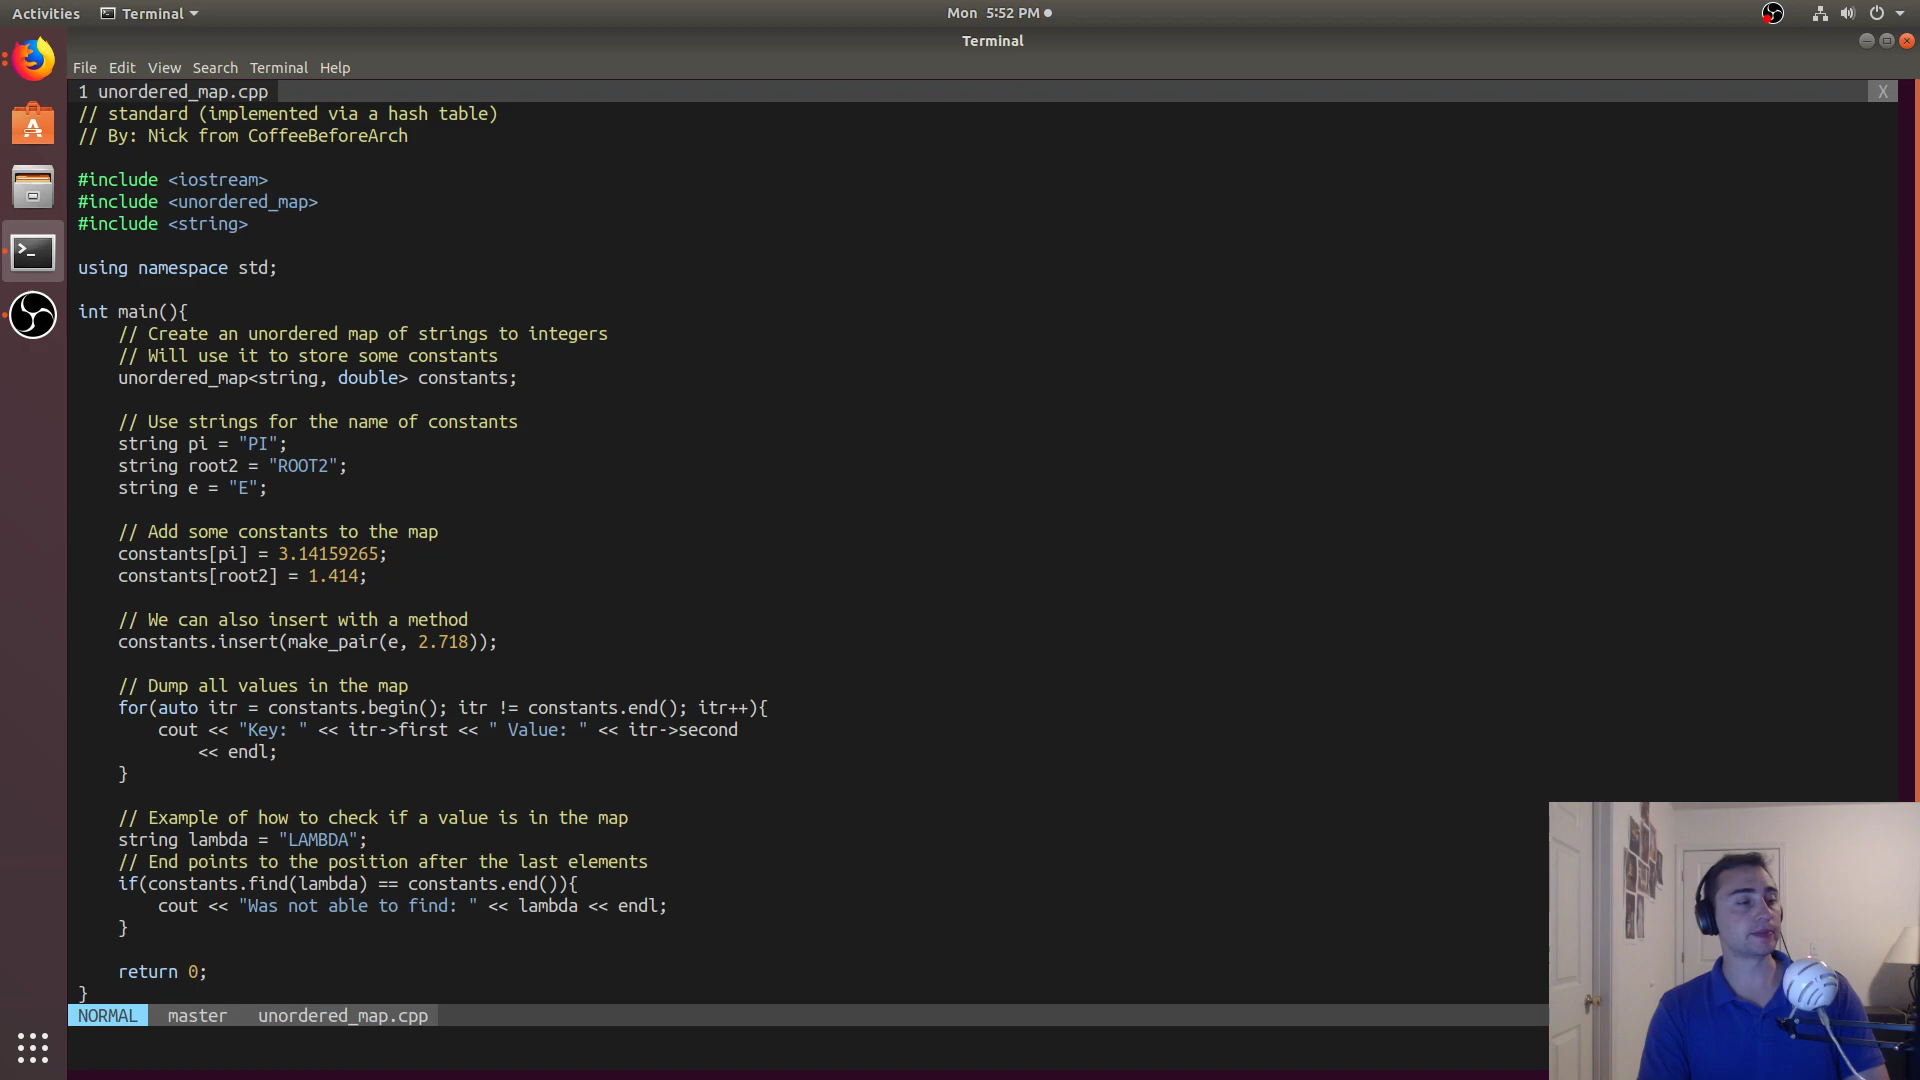 Activities Terminal Mon 5:52 PM
Terminal
File Edit View Search Terminal Help
1 unordered_map.cpp X
// standard (implemented via a hash table)
// By: Nick from CoffeeBeforeArch
#include <iostream>
#include <unordered_map>
#include <string>
using namespace std;
int main(){
// Create an unordered map of strings to integers
// Will use it to store some constants
unordered_map<string, double> constants;
// Use strings for the name of constants
string pi = "PI";
string root2 = "ROOT2";
string e = "E";
// Add some constants to the map
constants[pi] = 3.14159265;
constants[root2] = 1.414;
// We can also insert with a method
constants.insert(make_pair(e, 2.718));
// Dump all values in the map
for(auto itr = constants.begin(); itr != constants.end(); itr++){
cout << "Key: " << itr->first << " Value: " << itr->second
<< endl;
}
// Example of how to check if a value is in the map
string lambda = "LAMBDA";
// End points to the position after the last elements
if(constants.find(lambda) == constants.end()){
cout << "Was not able to find: " << lambda << endl;
}
return 0;
}
NORMAL master unordered_map.cpp